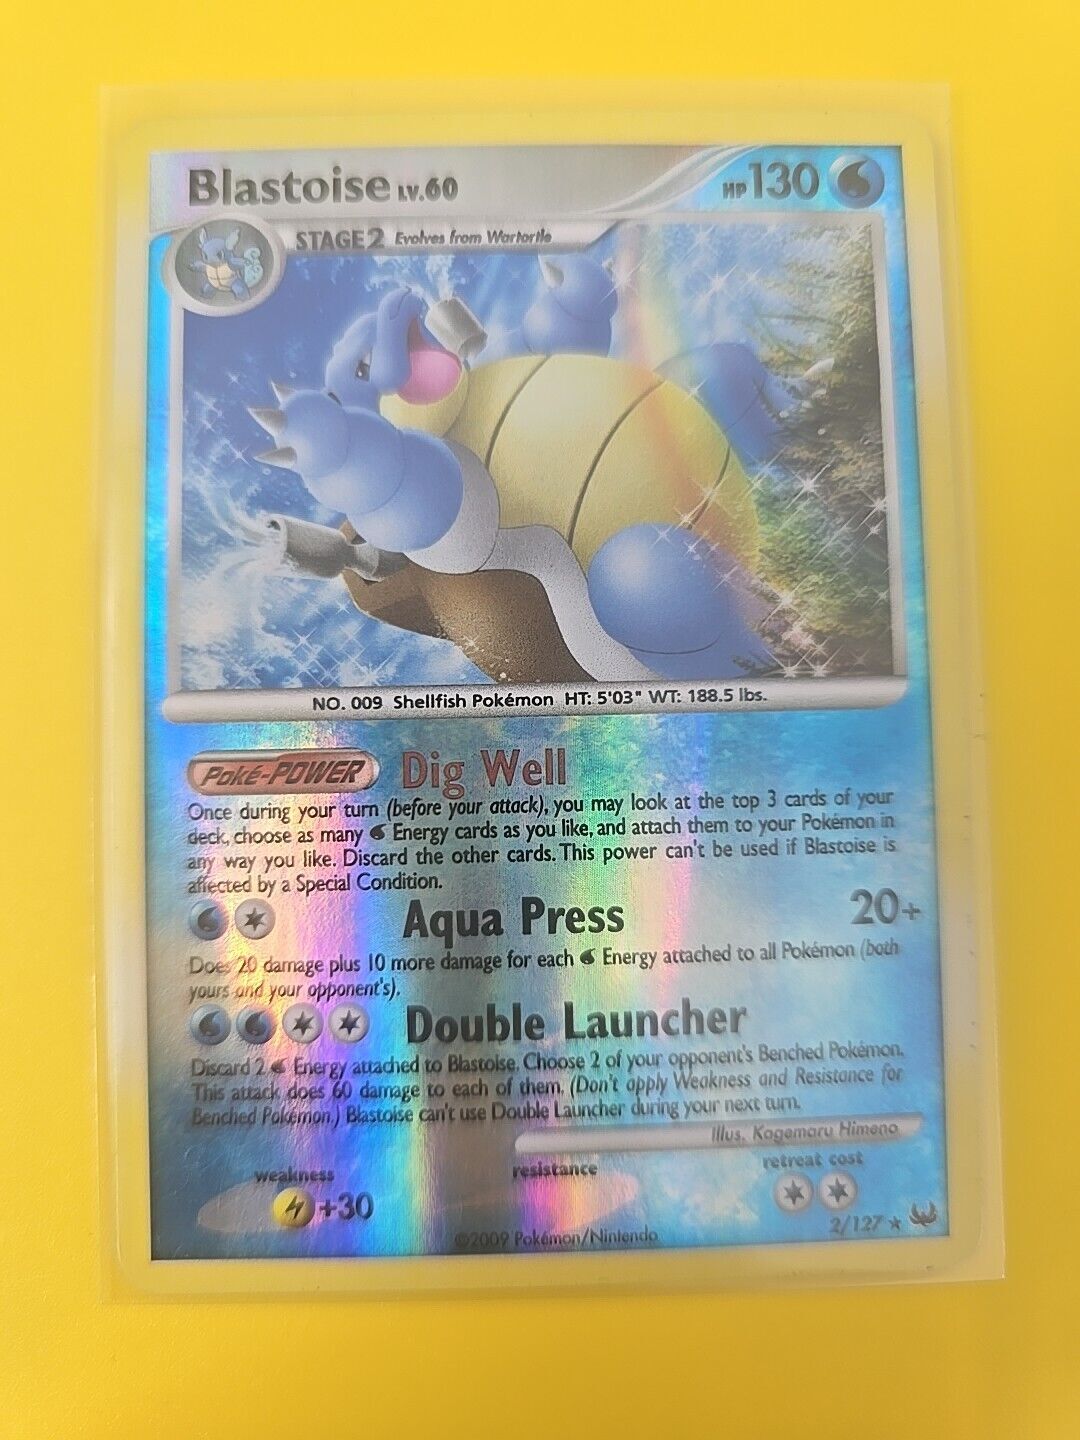 Blastoise LV.60 HP 130
STAGE 2 Evolves from Wartortle
NO. 009 Shellfish Pokémon HT: 5'03" WT: 188.5 lbs.
Poké-POWER Dig Well
Once during your turn (before your attack), you may look at the top 3 cards of your
deck, choose as many Energy cards as you like, and attach them to your Pokémon in
any way you like. Discard the other cards. This power can't be used if Blastoise is
affected by a Special Condition.
Aqua Press 20+
Does 20 damage plus 10 more damage for each Energy attached to all Pokémon (both
yours and your opponent's).
Double Launcher
Discard 2 Energy attached to Blastoise. Choose 2 of your opponent's Benched Pokémon.
This attack does 60 damage to each of them. (Don't apply Weakness and Resistance for
Benched Pokémon.) Blastoise can't use Double Launcher during your next turn.
Illus. Kagemaru Himeno
weakness resistance retreat cost
+30
2/127
©2009 Pokémon/Nintendo